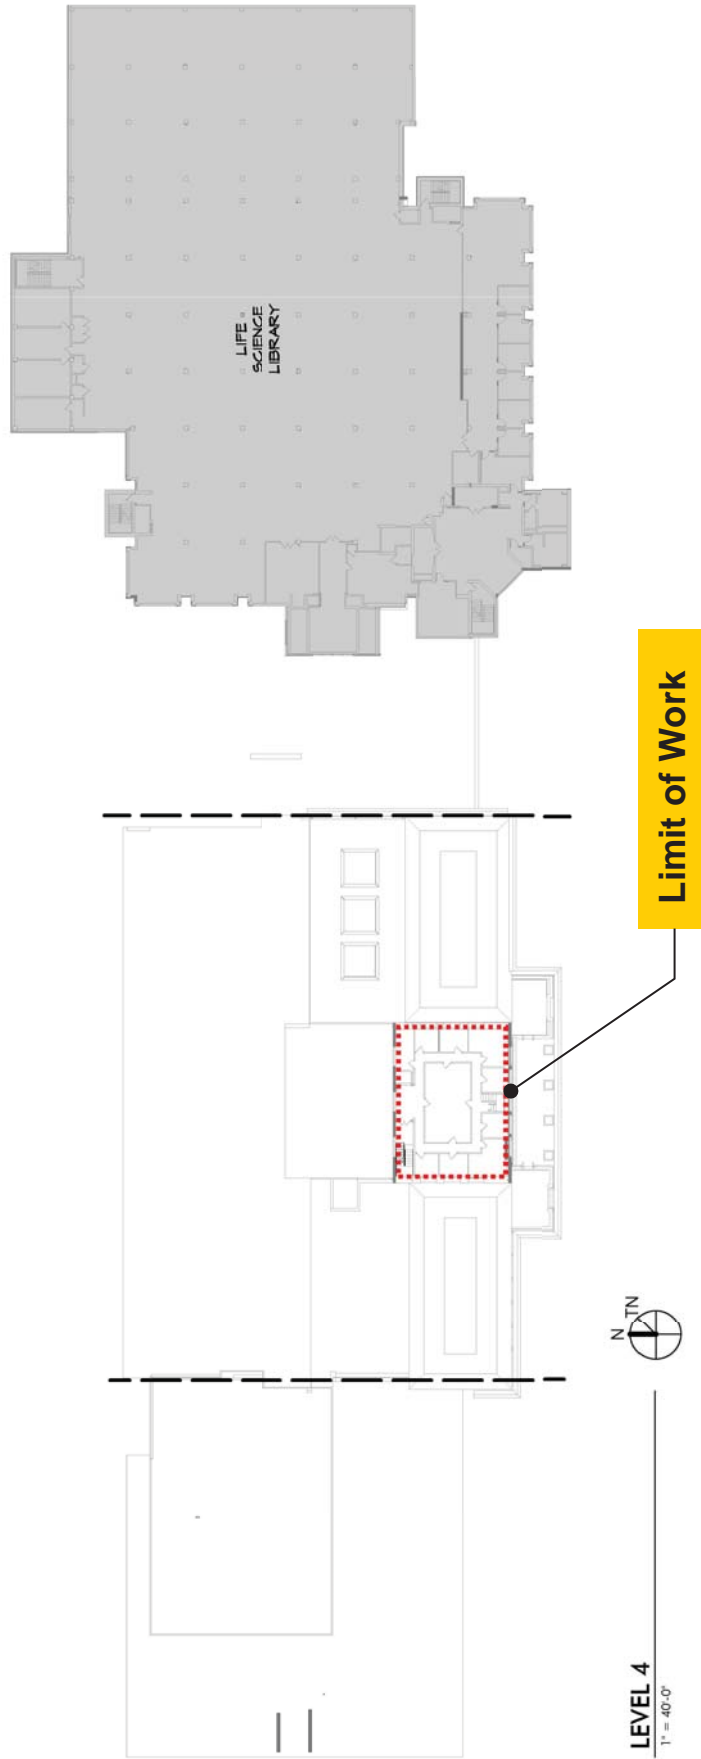 LIFE
SCIENCE
LIBRARY
Limit of Work
N
TN
LEVEL 4
1" = 40'-0"